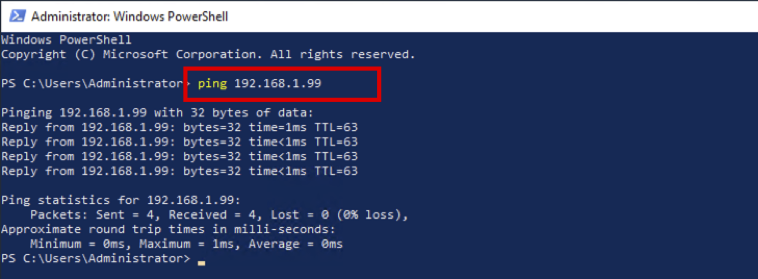 Administrator: Windows PowerShell
Windows PowerShell
Copyright (C) Microsoft Corporation. All rights reserved.
PS C:\Users\Administrator> ping 192.168.1.99
Pinging 192.168.1.99 with 32 bytes of data:
Reply from 192.168.1.99: bytes=32 time=1ms TTL=63
Reply from 192.168.1.99: bytes=32 time<1ms TTL=63
Reply from 192.168.1.99: bytes=32 time<1ms TTL=63
Reply from 192.168.1.99: bytes=32 time<1ms TTL=63
Ping statistics for 192.168.1.99:
    Packets: Sent = 4, Received = 4, Lost = 0 (0% loss),
Approximate round trip times in milli-seconds:
    Minimum = 0ms, Maximum = 1ms, Average = 0ms
PS C:\Users\Administrator> _